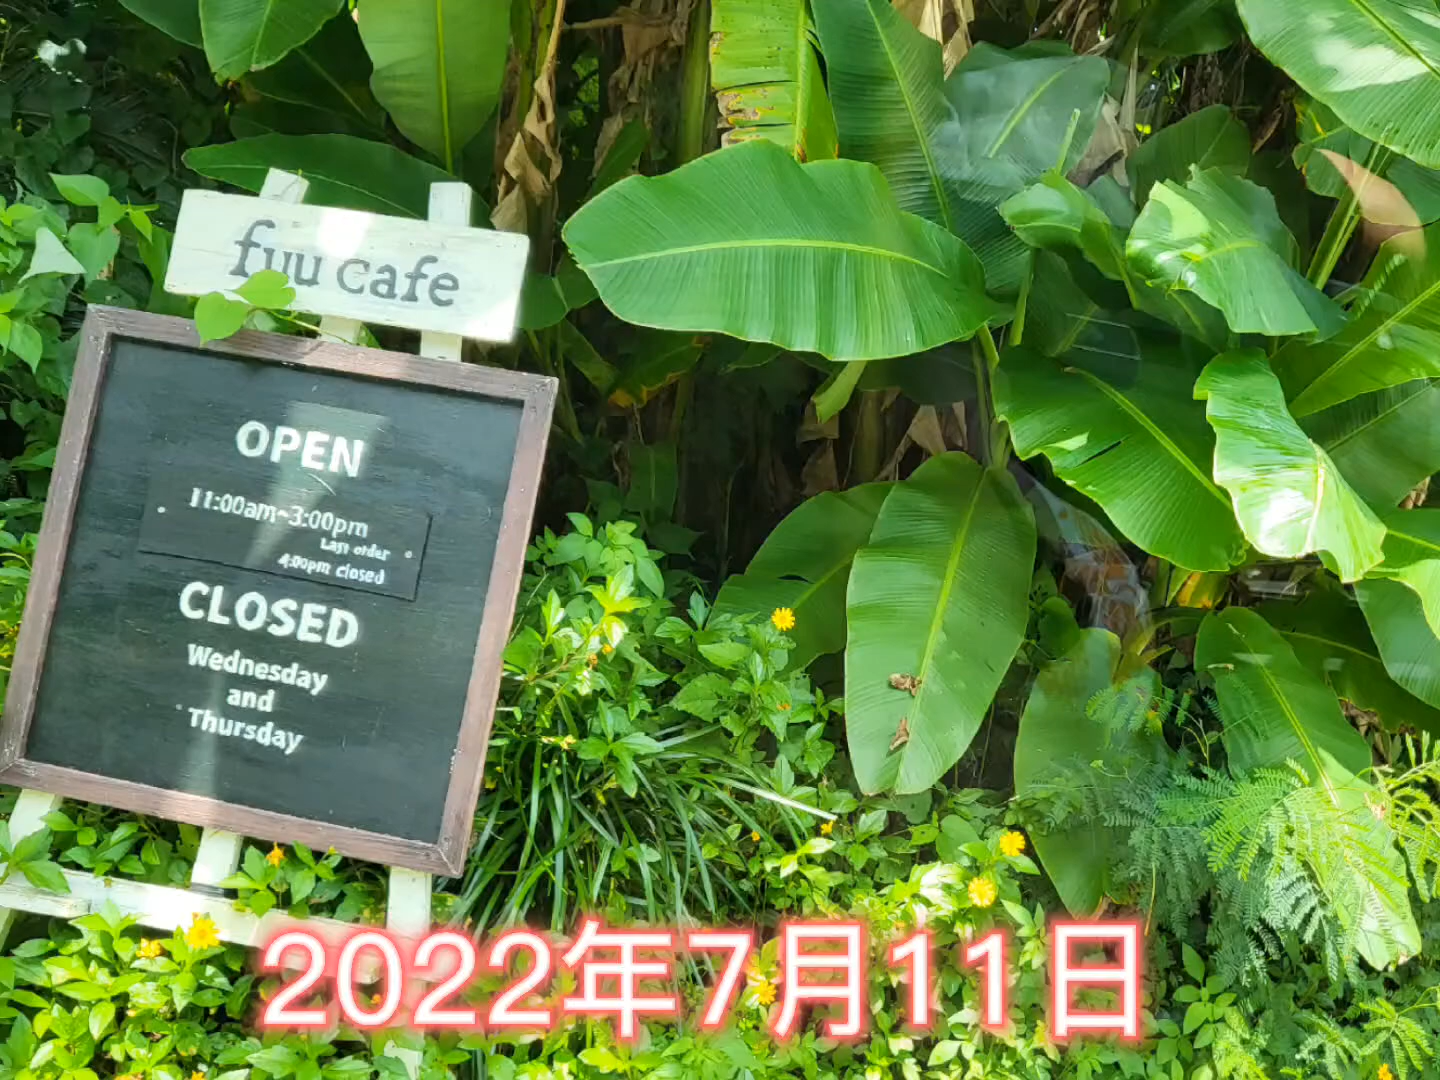 fuu cafe
OPEN
11:00am~3:00pm
Last order
4:00pm closed
CLOSED
Wednesday
and
Thursday
2022年7月11日